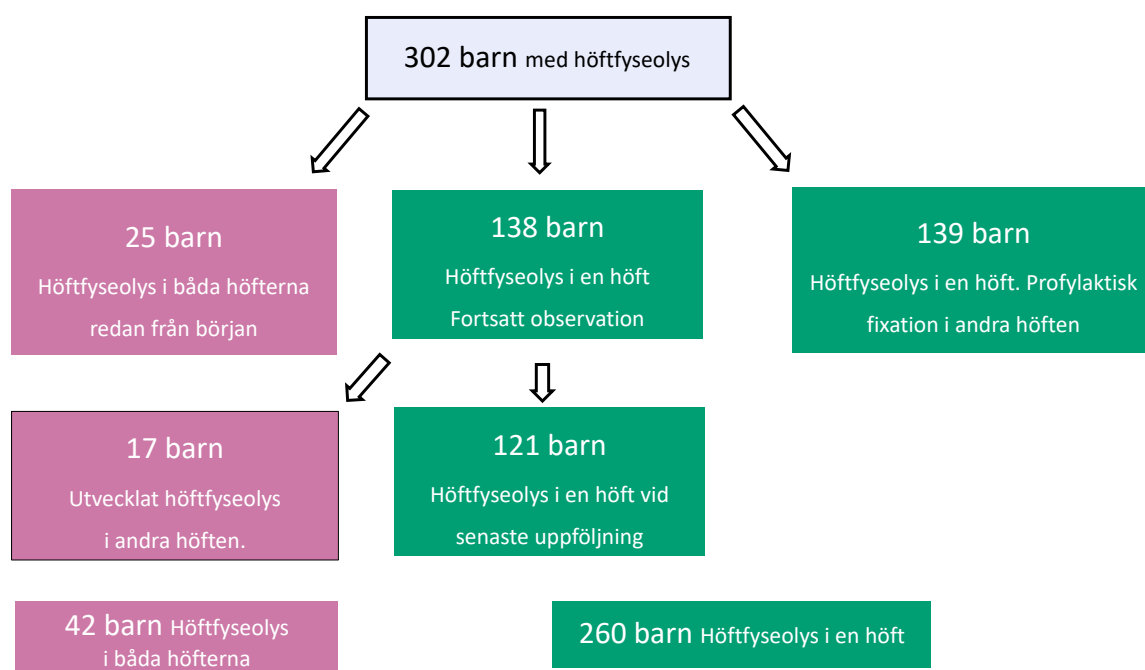 302 barn med höftfyseolys
25 barn
Höftfyseolys i båda höfterna
redan från början
138 barn
Höftfyseolys i en höft
Fortsatt observation
139 barn
Höftfyseolys i en höft. Profylaktisk
fixation i andra höften
17 barn
Utvecklat höftfyseolys
i andra höften.
121 barn
Höftfyseolys i en höft vid
senaste uppföljning
42 barn Höftfyseolys
i båda höfterna
260 barn Höftfyseolys i en höft